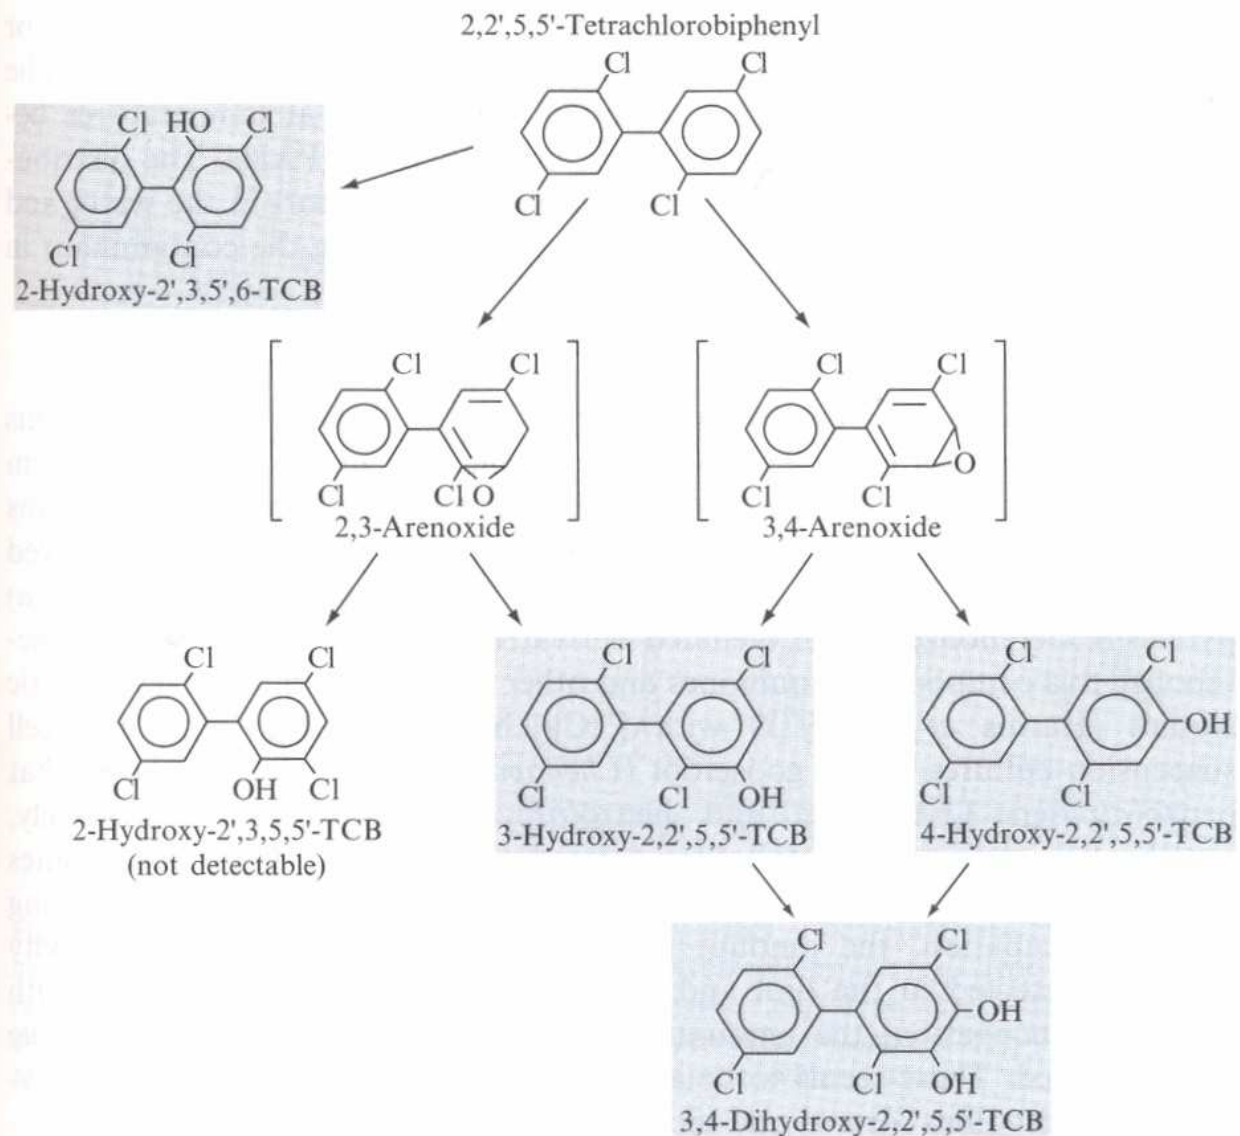 2,2',5,5'-Tetrachlorobiphenyl
Cl Cl
Cl HO Cl
Cl Cl
Cl Cl
2-Hydroxy-2',3,5',6-TCB
Cl Cl Cl Cl
O
Cl Cl O Cl Cl
2,3-Arenoxide 3,4-Arenoxide
Cl Cl Cl Cl Cl Cl
OH
Cl OH Cl Cl Cl OH Cl Cl
2-Hydroxy-2',3,5,5'-TCB 3-Hydroxy-2,2',5,5'-TCB 4-Hydroxy-2,2',5,5'-TCB
(not detectable)
Cl Cl
OH
Cl Cl OH
3,4-Dihydroxy-2,2',5,5'-TCB